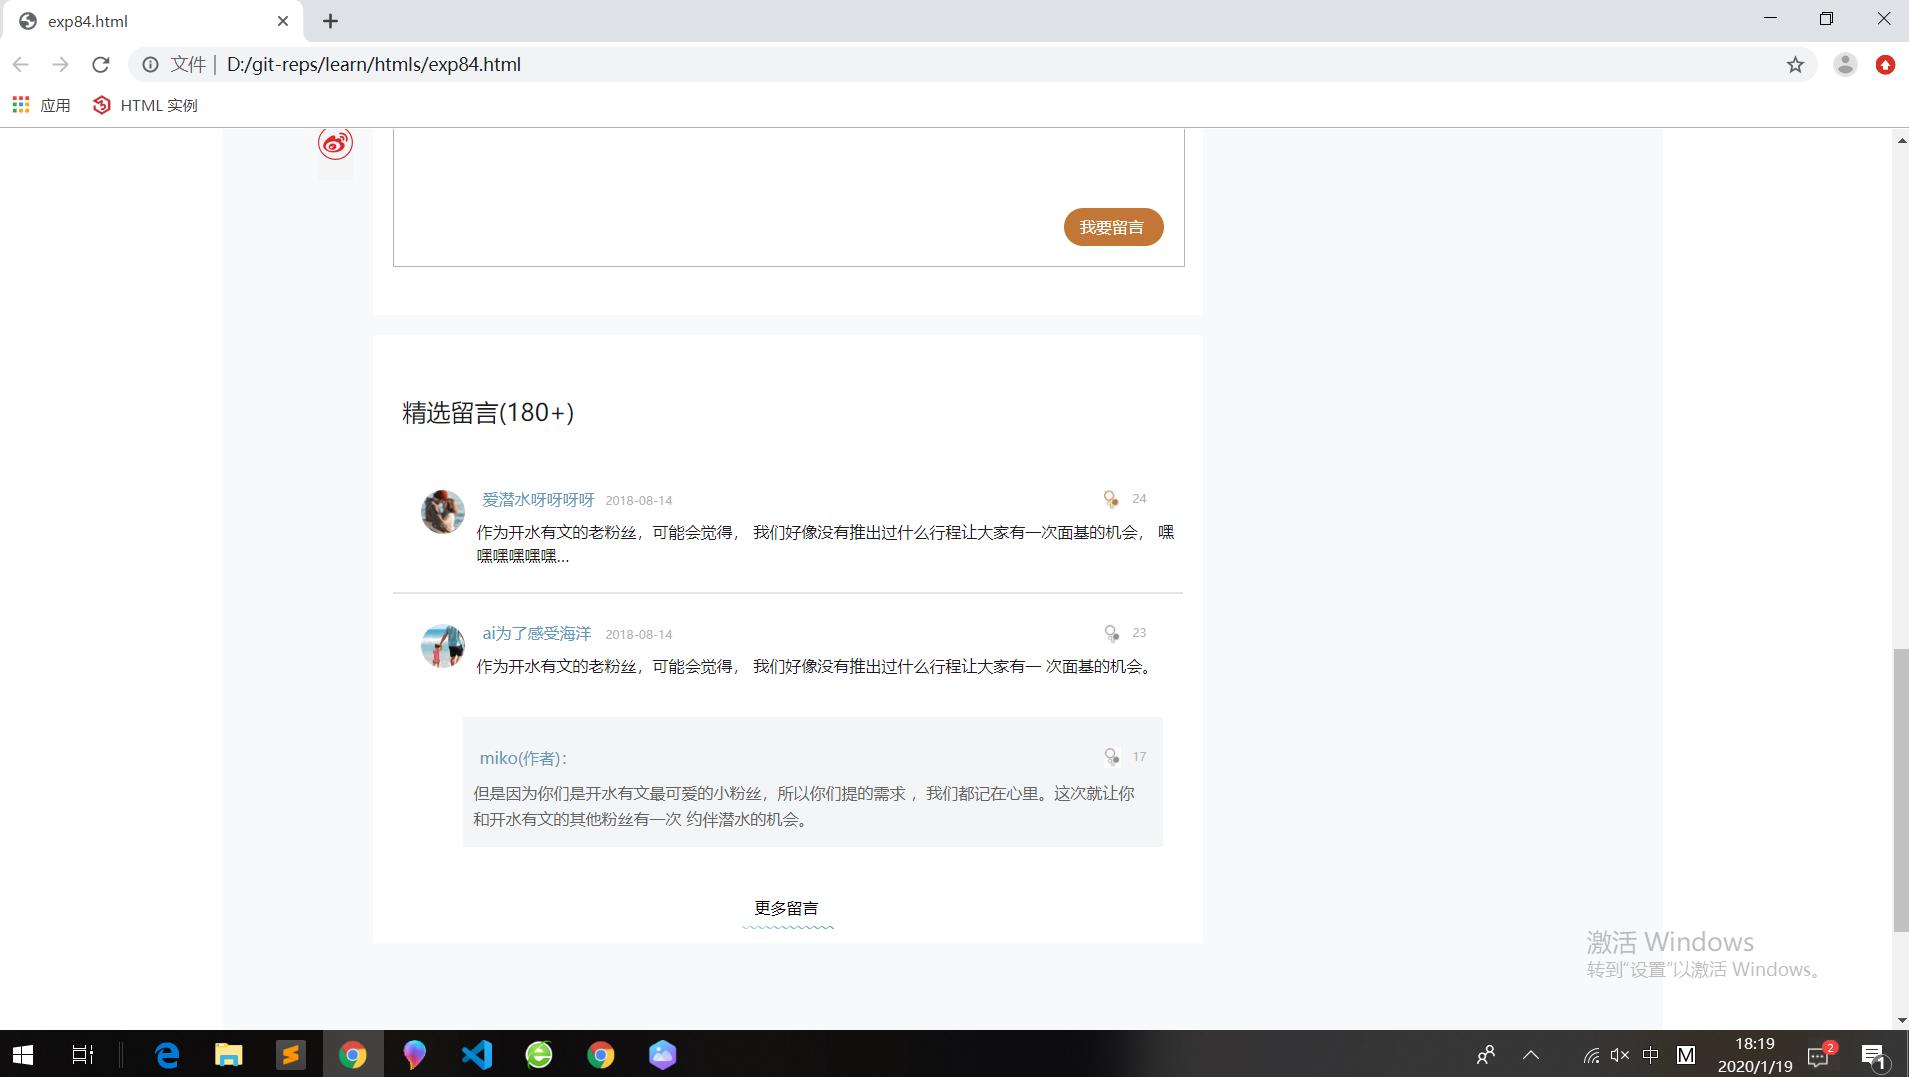 exp84.html
文件 | D:/git-reps/learn/htmls/exp84.html
应用 HTML 实例
我要留言
精选留言(180+)
爱潜水呀呀呀呀 2018-08-14 24
作为开水有文的老粉丝，可能会觉得， 我们好像没有推出过什么行程让大家有一次面基的机会， 嘿
嘿嘿嘿嘿嘿...
ai为了感受海洋 2018-08-14 23
作为开水有文的老粉丝，可能会觉得， 我们好像没有推出过什么行程让大家有一 次面基的机会。
miko(作者)： 17
但是因为你们是开水有文最可爱的小粉丝，所以你们提的需求 ，我们都记在心里。这次就让你
和开水有文的其他粉丝有一次 约伴潜水的机会。
更多留言
激活 Windows
转到“设置”以激活 Windows。
中 M 18:19
2020/1/19
2
1